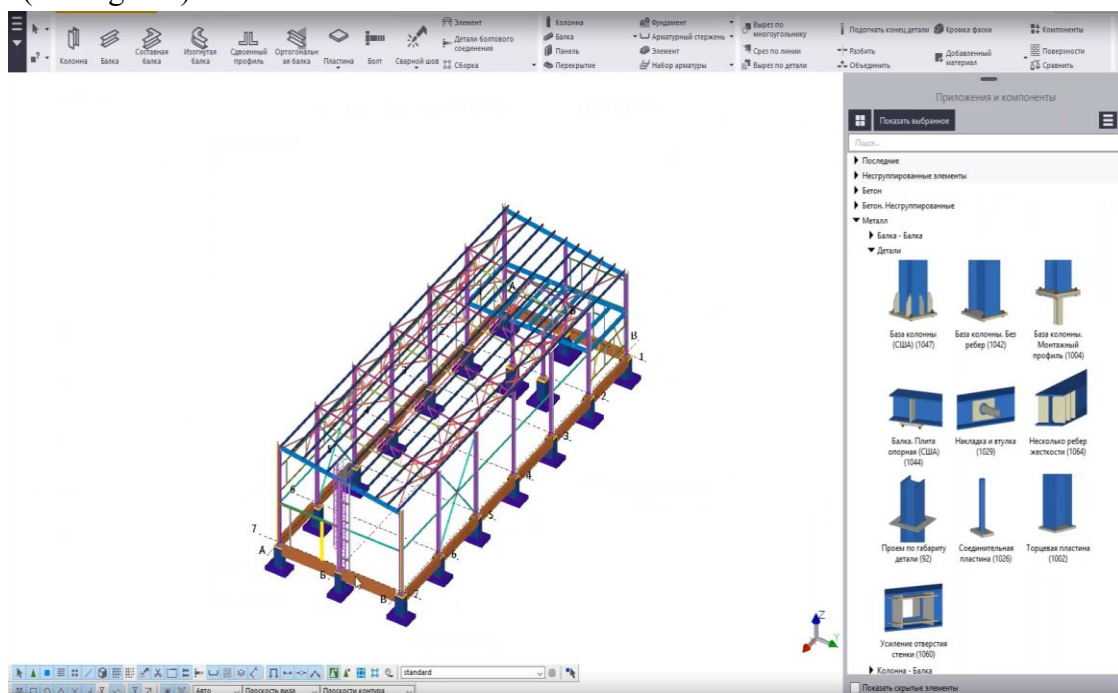 Элемент
Колонна
Фундамент
Вырез по многоугольнику
Подогнать конец детали
Кромка фаски
Компоненты
Детали болтового соединения
Балка
Арматурный стержень
Панель
Элемент
Срез по линии
Разбить
Добавленный материал
Поверхности
Колонна
Балка
Составная балка
Изогнутая балка
Сдвоенный профиль
Ортогональн ая балка
Пластина
Болт
Сварной шов
Сборка
Перекрытие
Набор арматуры
Вырез по детали
Объединить
Сравнить
Приложения и компоненты
Показать выбранное
Поиск...
Последние
Несгруппированные элементы
Бетон
Бетон. Несгруппированные
Металл
Балка - Балка
Детали
База колонны (США) (1047)
База колонны. Без ребер (1042)
База колонны. Монтажный профиль (1004)
Балка. Плита опорная (США) (1044)
Накладка и втулка (1029)
Несколько ребер жесткости (1064)
Проем по габариту детали (92)
Соединительная пластина (1026)
Торцевая пластина (1002)
Усиление отверстия стенки (1060)
Колонна - Балка
Показать скрытые элементы
А
В
1
2
3
4
5
6
7
7
А
Б
В
Z
standard
Авто
Плоскость вида
Плоскости контура